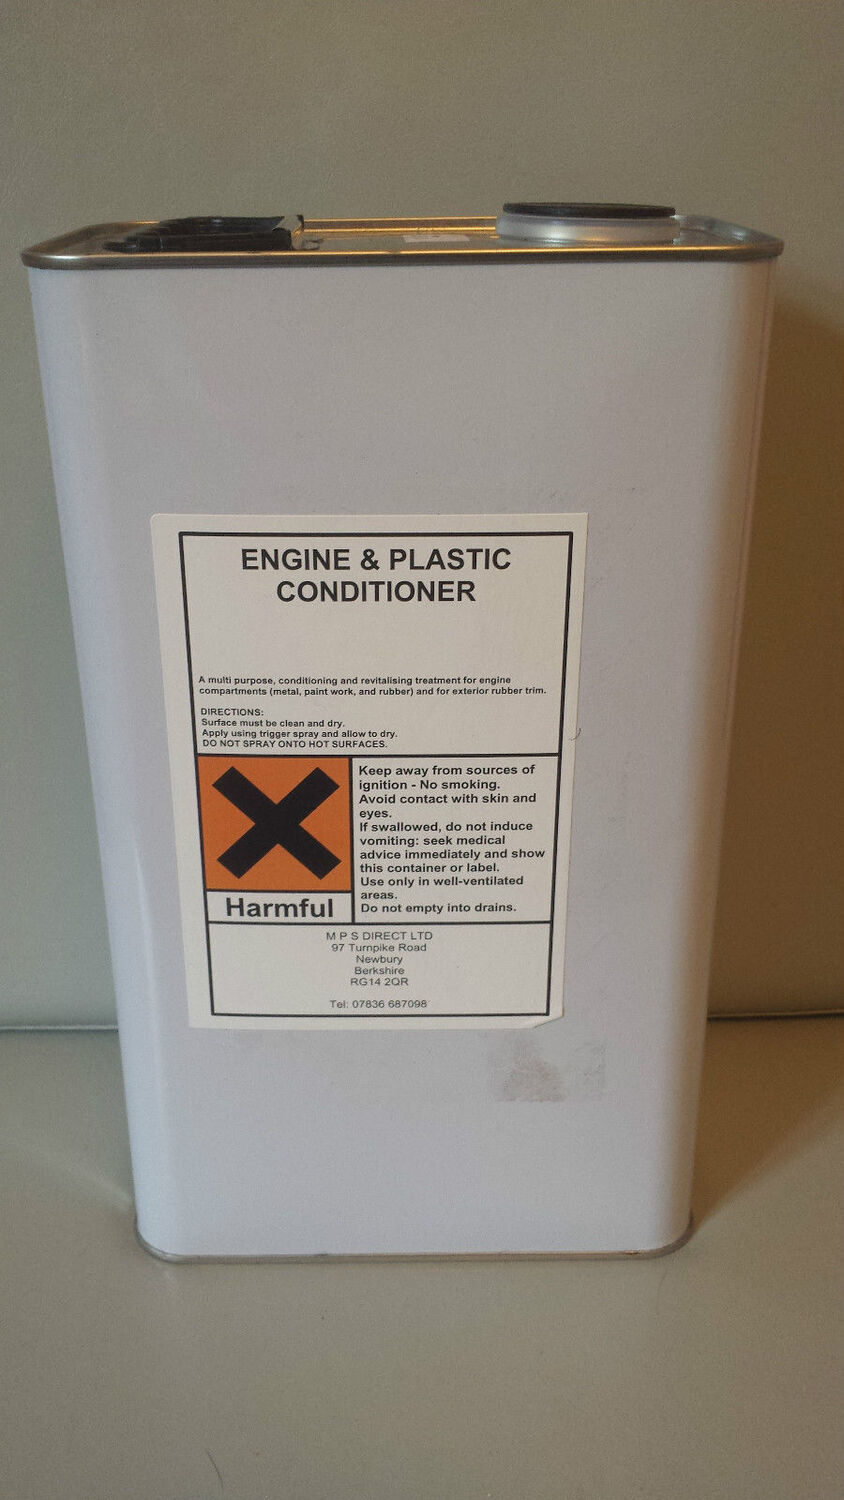 ENGINE & PLASTIC
CONDITIONER
A multi purpose, conditioning and revitalising treatment for engine
compartments (metal, paint work, and rubber) and for exterior rubber trim.
DIRECTIONS:
Surface must be clean and dry.
Apply using trigger spray and allow to dry.
DO NOT SPRAY ONTO HOT SURFACES.
Keep away from sources of
ignition - No smoking.
Avoid contact with skin and
eyes.
If swallowed, do not induce
vomiting: seek medical
advice immediately and show
this container or label.
Use only in well-ventilated
areas.
Do not empty into drains.
Harmful
M P S DIRECT LTD
97 Turnpike Road
Newbury
Berkshire
RG14 2QR
Tel: 07836 687098